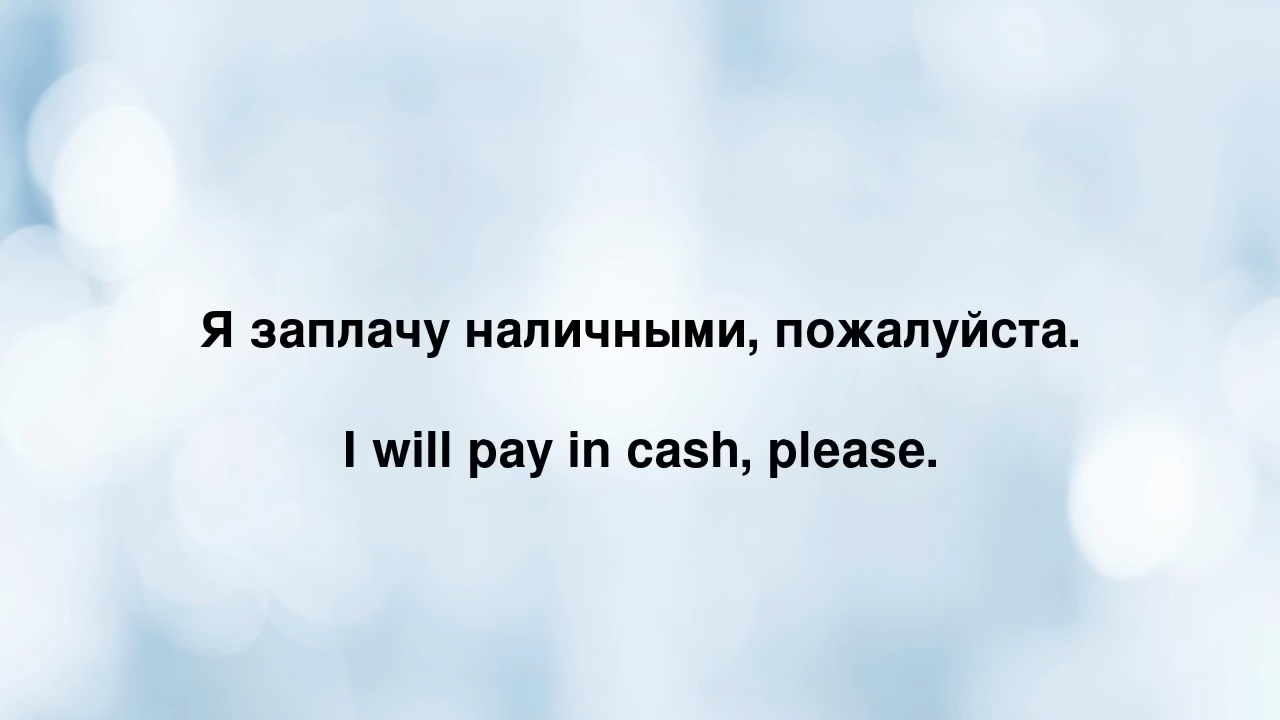 Я заплачу наличными, пожалуйста.
I will pay in cash, please.